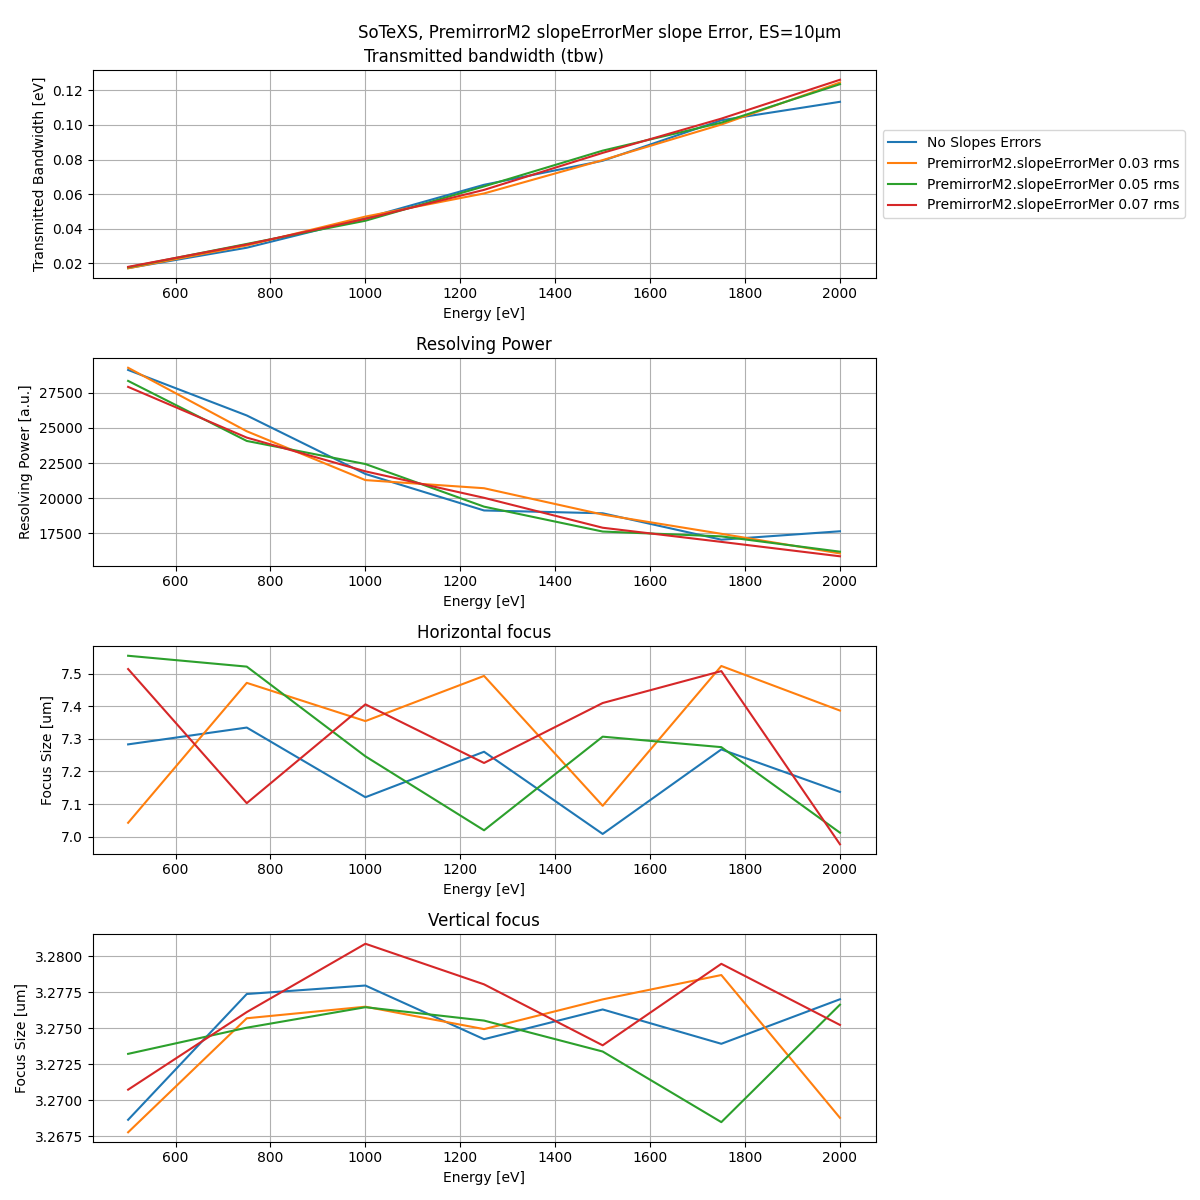 SoTeXS, PremirrorM2 slopeErrorMer slope Error, ES=10μm
Transmitted bandwidth (tbw)
Transmitted Bandwidth [eV]
0.12
0.10
0.08
0.06
0.04
0.02
600 800 1000 1200 1400 1600 1800 2000
Energy [eV]
No Slopes Errors
PremirrorM2.slopeErrorMer 0.03 rms
PremirrorM2.slopeErrorMer 0.05 rms
PremirrorM2.slopeErrorMer 0.07 rms
Resolving Power
Resolving Power [a.u.]
27500
25000
22500
20000
17500
600 800 1000 1200 1400 1600 1800 2000
Energy [eV]
Horizontal focus
Focus Size [um]
7.5
7.4
7.3
7.2
7.1
7.0
600 800 1000 1200 1400 1600 1800 2000
Energy [eV]
Vertical focus
Focus Size [um]
3.2800
3.2775
3.2750
3.2725
3.2700
3.2675
600 800 1000 1200 1400 1600 1800 2000
Energy [eV]